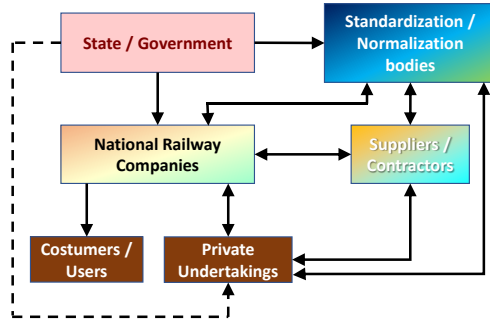 State / Government
Standardization /
Normalization
bodies
National Railway
Companies
Suppliers /
Contractors
Costumers /
Users
Private
Undertakings